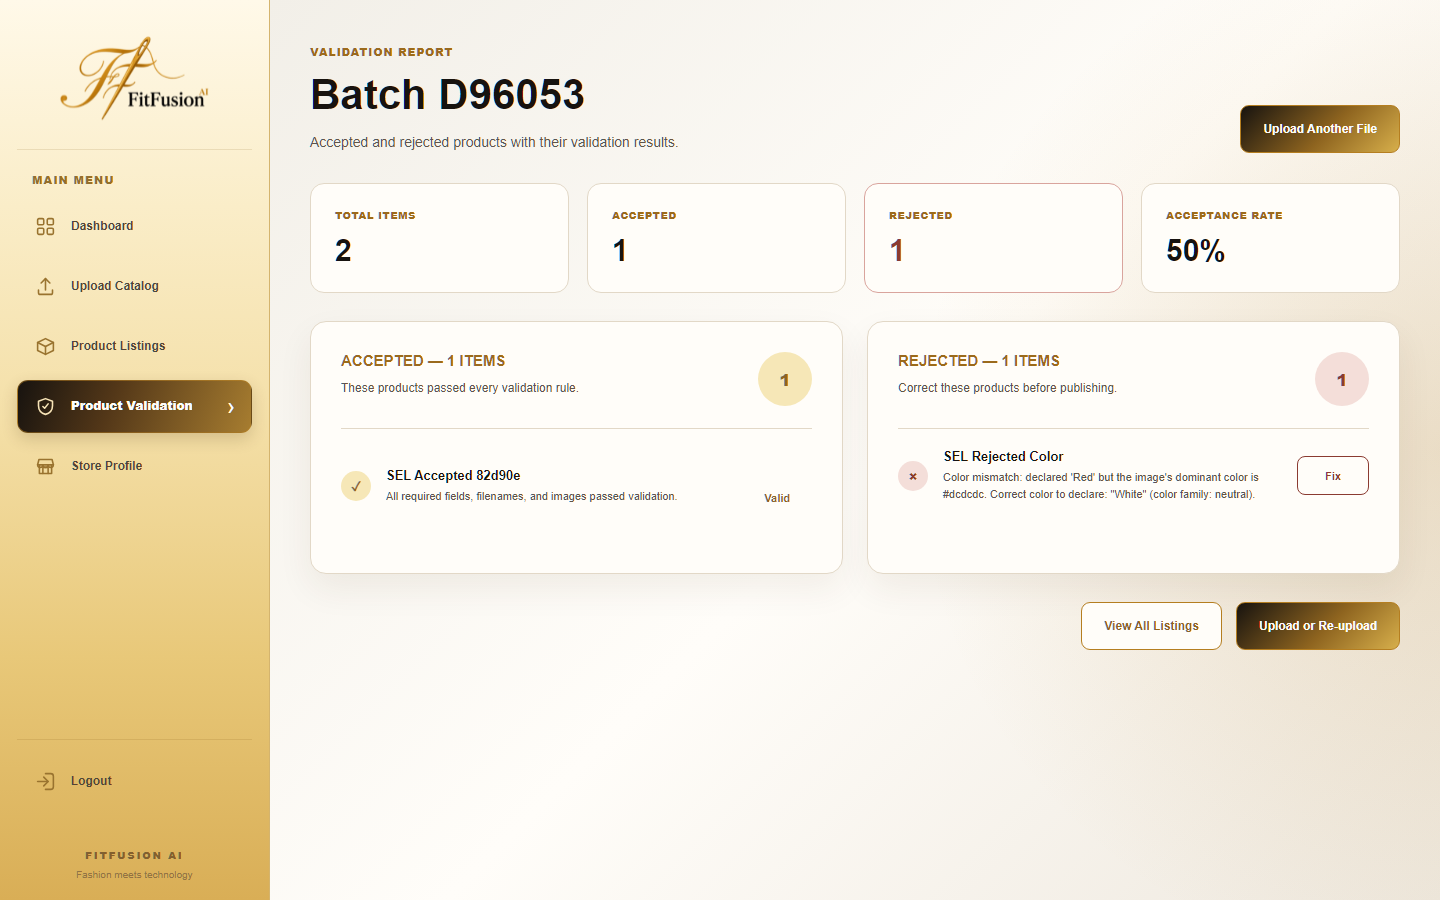 FitFusion AI
MAIN MENU
Dashboard
Upload Catalog
Product Listings
Product Validation
Store Profile
Logout
FITFUSION AI
Fashion meets technology
VALIDATION REPORT
Batch D96053
Accepted and rejected products with their validation results.
Upload Another File
TOTAL ITEMS
2
ACCEPTED
1
REJECTED
1
ACCEPTANCE RATE
50%
ACCEPTED — 1 ITEMS
These products passed every validation rule.
1
SEL Accepted 82d90e
All required fields, filenames, and images passed validation.
Valid
REJECTED — 1 ITEMS
Correct these products before publishing.
1
SEL Rejected Color
Color mismatch: declared 'Red' but the image's dominant color is
#dcdcdc. Correct color to declare: "White" (color family: neutral).
Fix
View All Listings
Upload or Re-upload